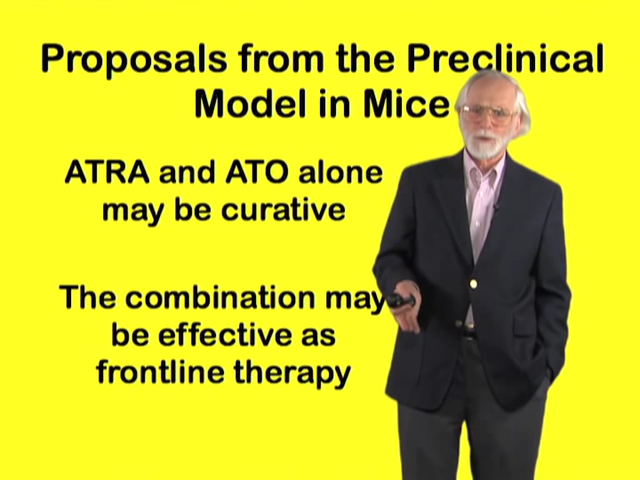 Proposals from the Preclinical
Model in Mice
ATRA and ATO alone
may be curative
The combination may
be effective as
frontline therapy